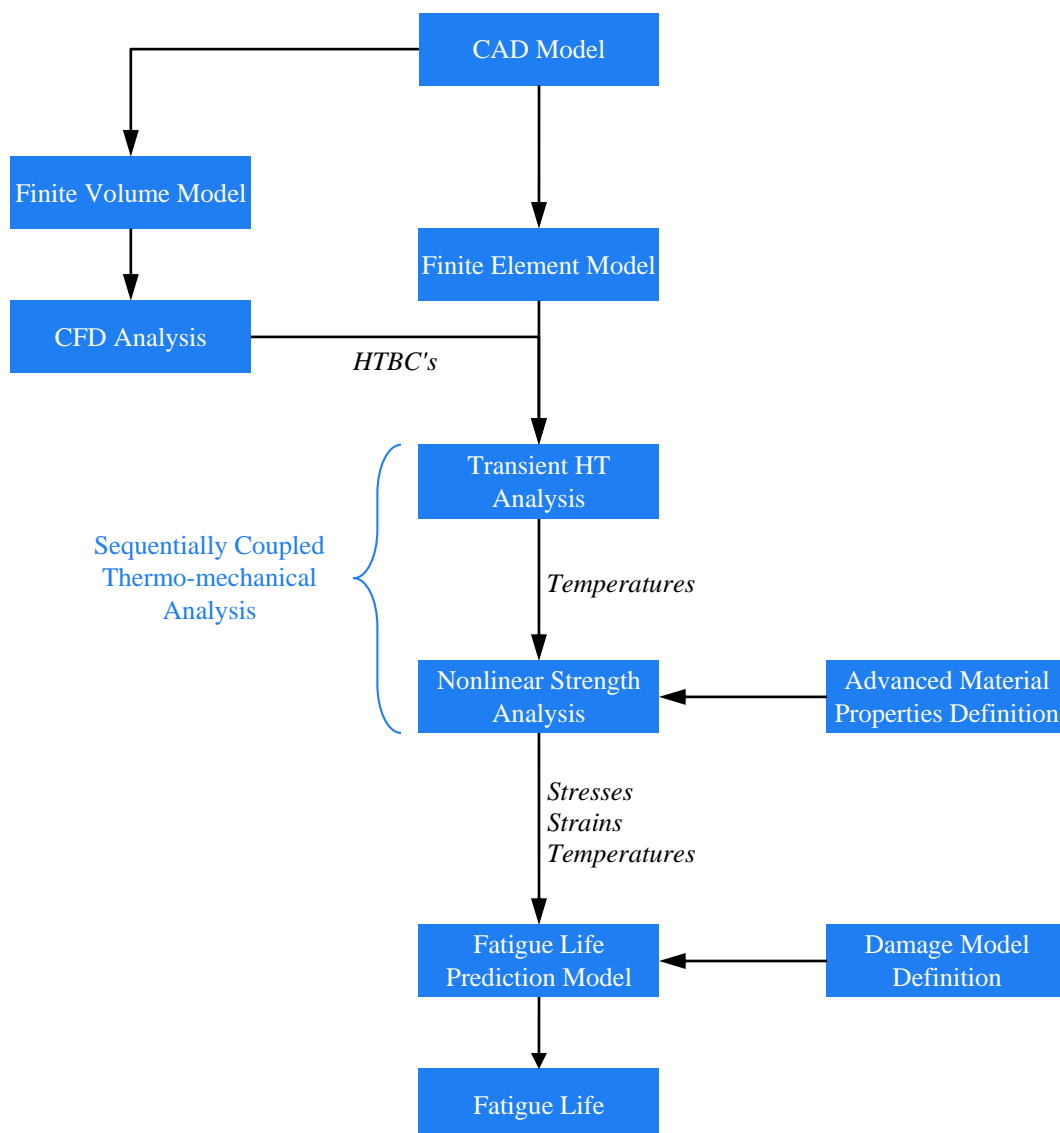 CAD Model
Finite Volume Model
Finite Element Model
CFD Analysis
HTBC's
Transient HT
Analysis
Sequentially Coupled
Thermo-mechanical
Analysis
Temperatures
Nonlinear Strength
Analysis
Advanced Material
Properties Definition
Stresses
Strains
Temperatures
Fatigue Life
Prediction Model
Damage Model
Definition
Fatigue Life